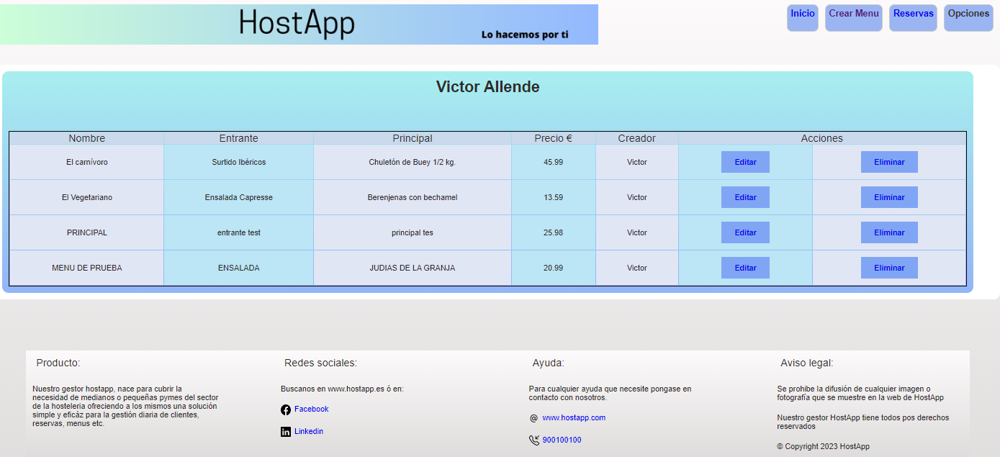 HostApp
Lo hacemos por ti
Inicio Crear Menu Reservas Opciones
Victor Allende
Nombre Entrante Principal Precio € Creador Acciones
El carnívoro Surtido Ibéricos Chuletón de Buey 1/2 kg. 45.99 Victor Editar Eliminar
El Vegetariano Ensalada Capresse Berenjenas con bechamel 13.59 Victor Editar Eliminar
PRINCIPAL entrante test principal tes 25.98 Victor Editar Eliminar
MENU DE PRUEBA ENSALADA JUDIAS DE LA GRANJA 20.99 Victor Editar Eliminar
Producto:
Nuestro gestor hostapp, nace para cubrir la
necesidad de medianos o pequeñas pymes del sector
de la hosteleria ofreciendo a los mismos una solución
simple y eficáz para la gestión diaria de clientes,
reservas, menus etc.
Redes sociales:
Buscanos en www.hostapp.es ó en:
Facebook
Linkedin
Ayuda:
Para cualquier ayuda que necesite pongase en
contacto con nosotros.
@ www.hostapp.com
900100100
Aviso legal:
Se prohibe la difusión de cualquier imagen o
fotografía que se muestre en la web de HostApp
Nuestro gestor HostApp tiene todos pos derechos
reservados
© Copyright 2023 HostApp